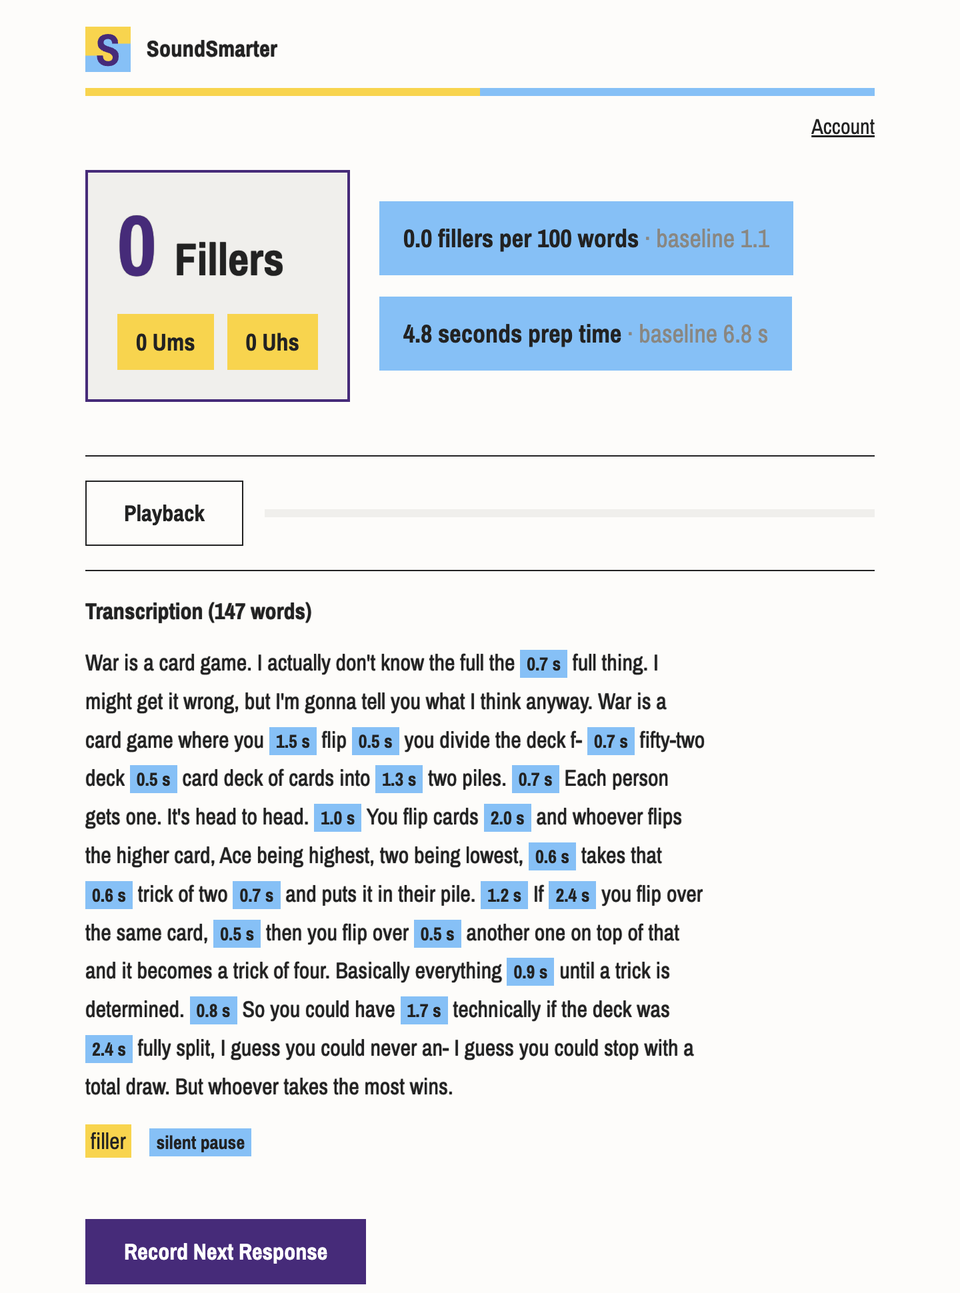 S SoundSmarter
Account
0 Fillers
0 Ums 0 Uhs
0.0 fillers per 100 words · baseline 1.1
4.8 seconds prep time · baseline 6.8 s
Playback
Transcription (147 words)
War is a card game. I actually don't know the full the 0.7 s full thing. I
might get it wrong, but I'm gonna tell you what I think anyway. War is a
card game where you 1.5 s flip 0.5 s you divide the deck f- 0.7 s fifty-two
deck 0.5 s card deck of cards into 1.3 s two piles. 0.7 s Each person
gets one. It's head to head. 1.0 s You flip cards 2.0 s and whoever flips
the higher card, Ace being highest, two being lowest, 0.6 s takes that
0.6 s trick of two 0.7 s and puts it in their pile. 1.2 s If 2.4 s you flip over
the same card, 0.5 s then you flip over 0.5 s another one on top of that
and it becomes a trick of four. Basically everything 0.9 s until a trick is
determined. 0.8 s So you could have 1.7 s technically if the deck was
2.4 s fully split, I guess you could never an- I guess you could stop with a
total draw. But whoever takes the most wins.
filler silent pause
Record Next Response